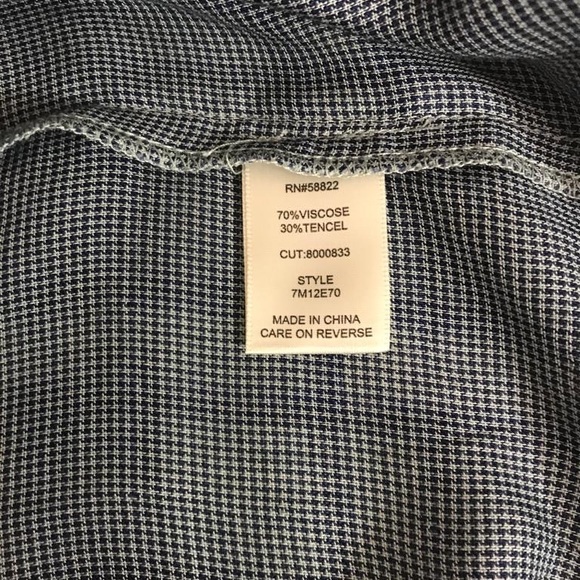 RN#58822
70%VISCOSE
30%TENCEL
CUT:8000833
STYLE
7M12E70
MADE IN CHINA
CARE ON REVERSE